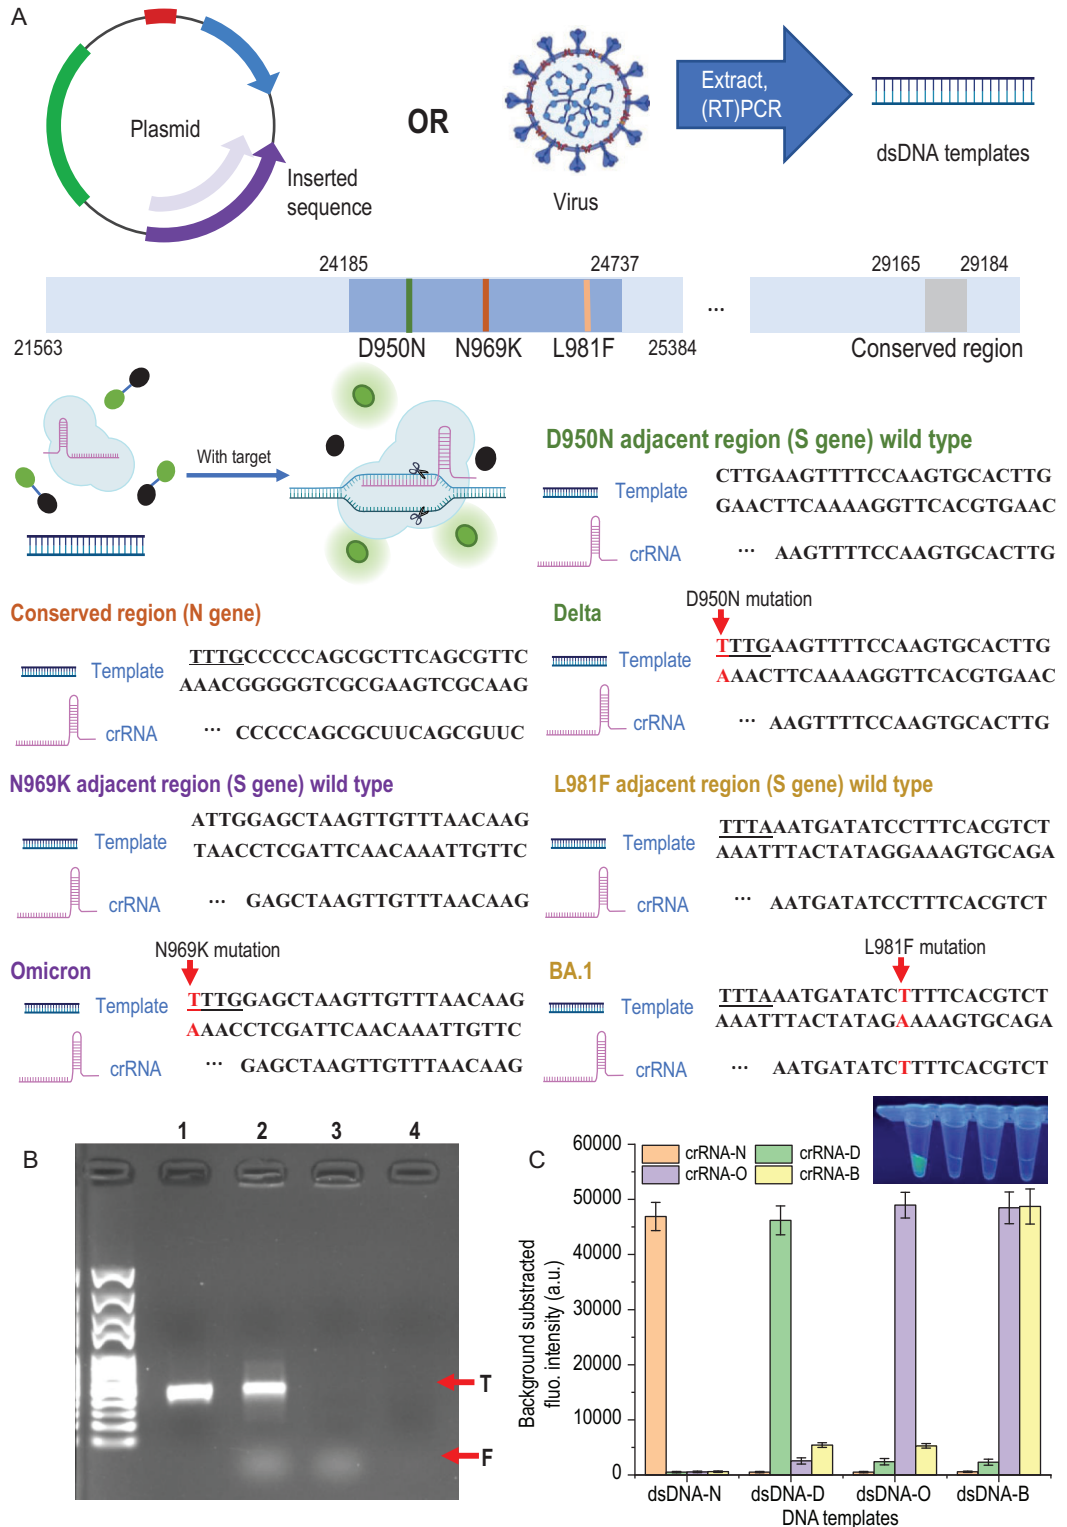 A
Plasmid
Inserted
sequence
OR
Virus
Extract,
(RT)PCR
dsDNA templates
24185
24737
29165
29184
...
21563
D950N
N969K
L981F
25384
Conserved region
With target
D950N adjacent region (S gene) wild type
Template
CTTGAAGTTTTCCAAGTGCACTTG
GAACTTCAAAAGGTTCACGTGAAC
crRNA
... AAGTTTTCCAAGTGCACTTG
Conserved region (N gene)
Template
TTTGCCCCCAGCGCTTCAGCGTTC
AAACGGGGGTCGCGAAGTCGCAAG
crRNA
... CCCCCAGCGCUUCAGCGUUC
D950N mutation
Delta
Template
TTTGAAGTTTTCCAAGTGCACTTG
AAACTTCAAAAGGTTCACGTGAAC
crRNA
... AAGTTTTCCAAGTGCACTTG
N969K adjacent region (S gene) wild type
Template
ATTGGAGCTAAGTTGTTTAACAAG
TAACCTCGATTCAACAAATTGTTC
crRNA
... GAGCTAAGTTGTTTAACAAG
L981F adjacent region (S gene) wild type
Template
TTTAAATGATATCCTTTCACGTCT
AAATTTACTATAGGAAAGTGCAGA
crRNA
... AATGATATCCTTTCACGTCT
N969K mutation
Omicron
Template
TTTGGAGCTAAGTTGTTTAACAAG
AAACCTCGATTCAACAAATTGTTC
crRNA
... GAGCTAAGTTGTTTAACAAG
L981F mutation
BA.1
Template
TTTAAATGATATCTTTTCACGTCT
AAATTTACTATAGAAAAGTGCAGA
crRNA
... AATGATATCTTTTCACGTCT
B
1
2
3
4
T
F
C
crRNA-N
crRNA-D
crRNA-O
crRNA-B
60000
50000
40000
30000
20000
10000
0
Background substracted
fluo. intensity (a.u.)
dsDNA-N
dsDNA-D
dsDNA-O
dsDNA-B
DNA templates